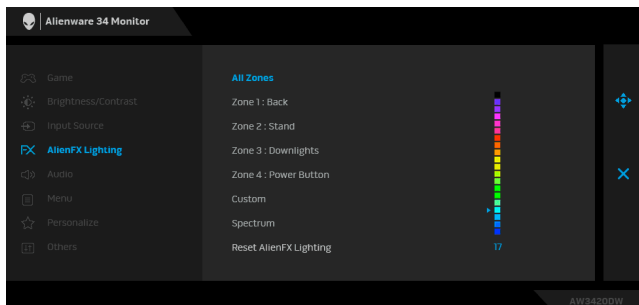 Alienware 34 Monitor
Game
Brightness/Contrast
Input Source
AlienFX Lighting
Audio
Menu
Personalize
Others
All Zones
Zone 1 : Back
Zone 2 : Stand
Zone 3 : Downlights
Zone 4 : Power Button
Custom
Spectrum
Reset AlienFX Lighting
17
AW3420DW